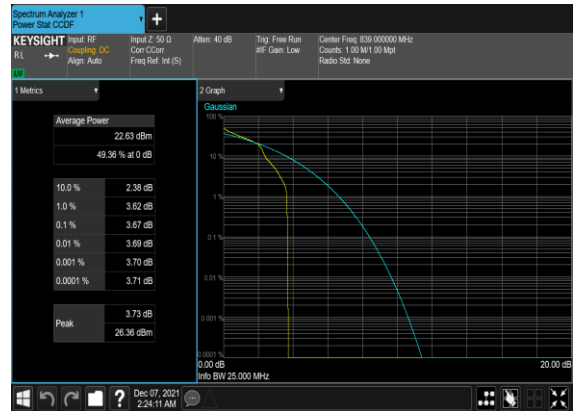 Spectrum Analyzer 1
Power Stat CCDF
KEYSIGHT Input: RF Input Z: 50 Ω Atten: 40 dB Trig: Free Run Center Freq: 839.000000 MHz
RL Coupling: DC Corr CCorr #IF Gain: Low Counts: 1.00 M/1.00 Mpt
Align: Auto Freq Ref: Int (S) Radio Std: None
LW
1 Metrics
2 Graph
Average Power
22.63 dBm
49.36 % at 0 dB
10.0 % 2.38 dB
1.0 % 3.62 dB
0.1 % 3.67 dB
0.01 % 3.69 dB
0.001 % 3.70 dB
0.0001 % 3.71 dB
Peak 3.73 dB
26.36 dBm
Gaussian
100 %
10 %
1 %
0.1 %
0.01 %
0.001 %
0.0001 %
0.00 dB 20.00 dB
Info BW 25.000 MHz
? Dec 07, 2021
2:24:11 AM